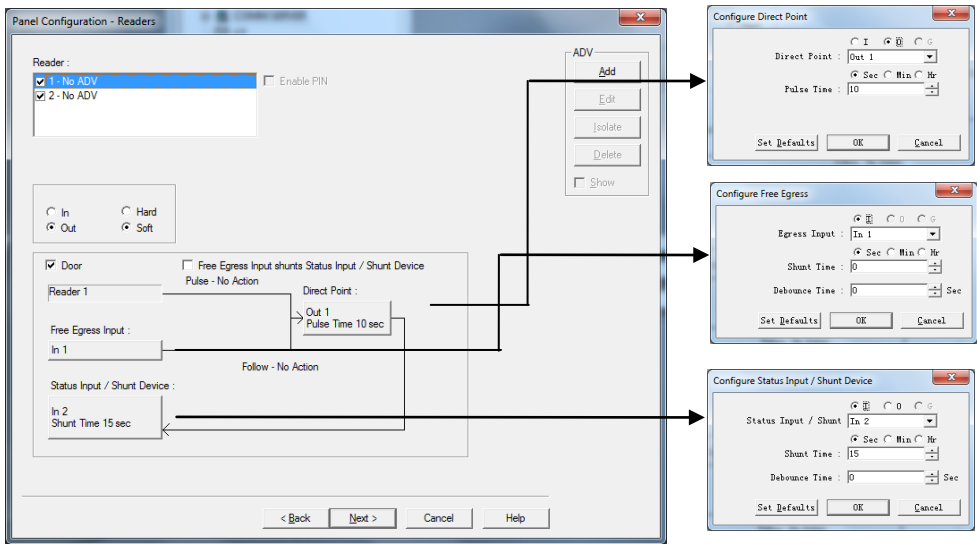 Panel Configuration - Readers
Reader :
1 - No ADV
2 - No ADV
Enable PIN
ADV
Add
Edit
Isolate
Delete
Show
In
Hard
Out
Soft
Door
Free Egress Input shunts Status Input / Shunt Device
Pulse - No Action
Reader 1
Direct Point :
Out 1
Pulse Time 10 sec
Free Egress Input :
In 1
Follow - No Action
Status Input / Shunt Device :
In 2
Shunt Time 15 sec
< Back
Next >
Cancel
Help
Configure Direct Point
I O G
Direct Point : Out 1
Sec Min Hr
Pulse Time : 10
Set Defaults OK Cancel
Configure Free Egress
I O G
Egress Input : In 1
Sec Min Hr
Shunt Time : 0
Debounce Time : 0 Sec
Set Defaults OK Cancel
Configure Status Input / Shunt Device
I O G
Status Input / Shunt In 2
Sec Min Hr
Shunt Time : 15
Debounce Time : 0 Sec
Set Defaults OK Cancel